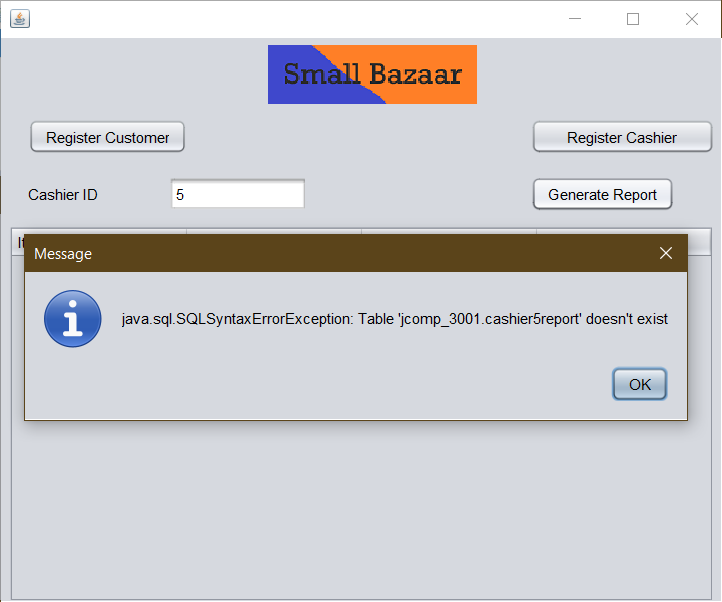 Small Bazaar
Register Customer
Register Cashier
Cashier ID
5
Generate Report
Message
java.sql.SQLSyntaxErrorException: Table 'jcomp_3001.cashier5report' doesn't exist
OK